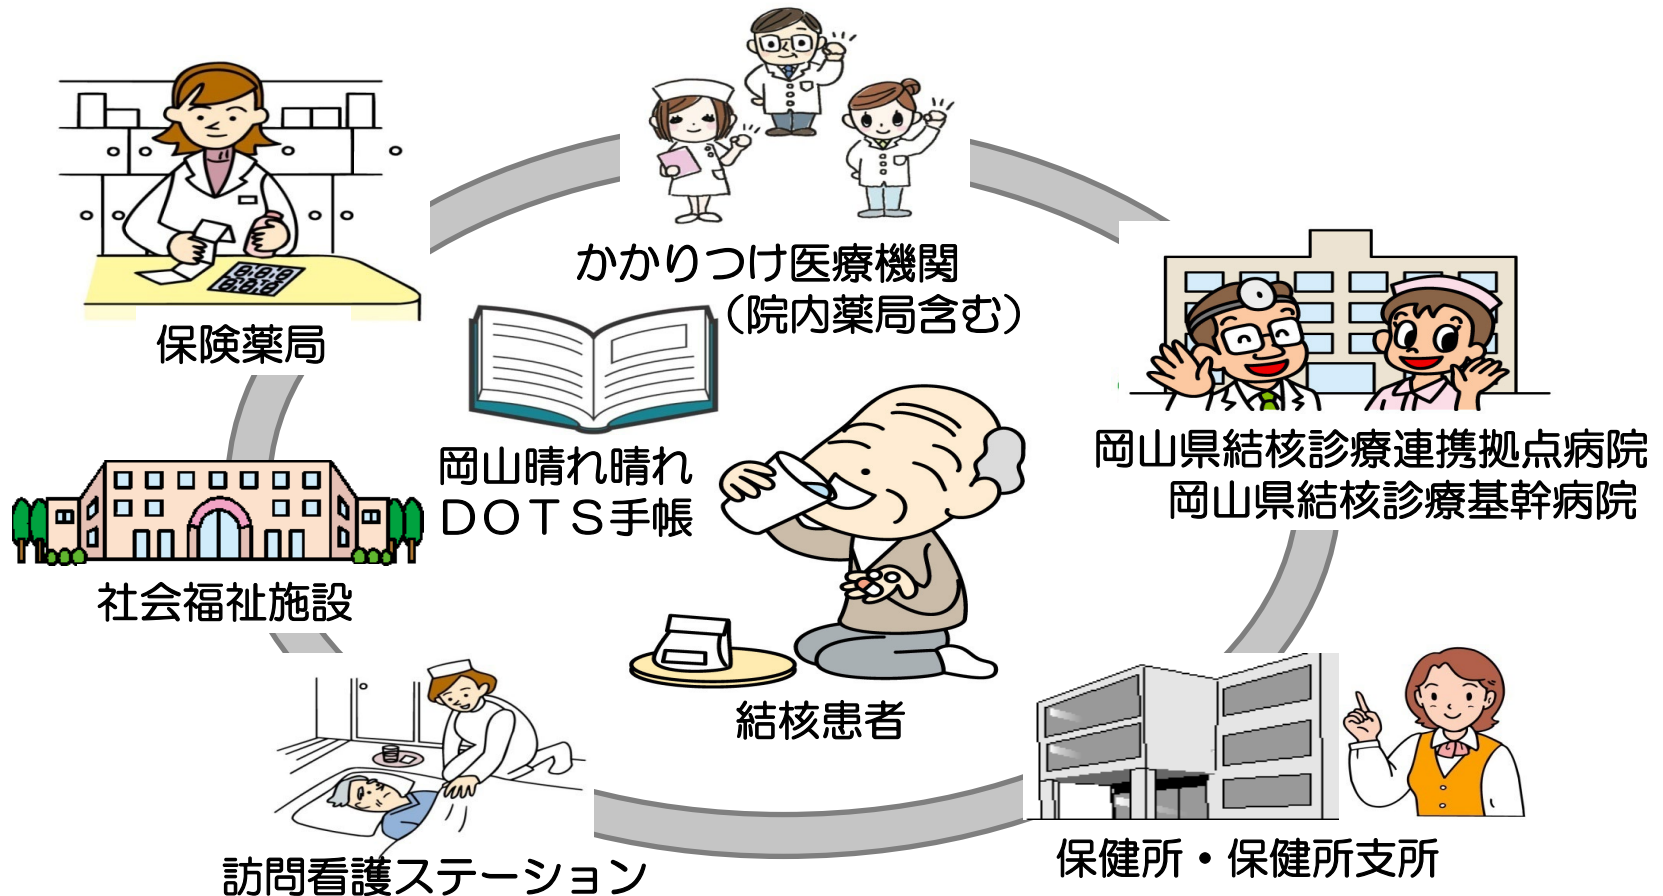 かかりつけ医療機関
（院内薬局含む）
保険薬局
岡山県結核診療連携拠点病院
岡山県結核診療基幹病院
岡山晴れ晴れ
ＤＯＴＳ手帳
社会福祉施設
結核患者
保健所・保健所支所
訪問看護ステーション